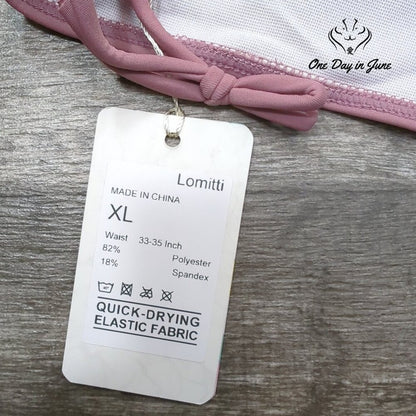 One Day in June
Lomitti
MADE IN CHINA
XL
Waist 33-35 Inch
82% Polyester
18% Spandex
QUICK-DRYING
ELASTIC FABRIC